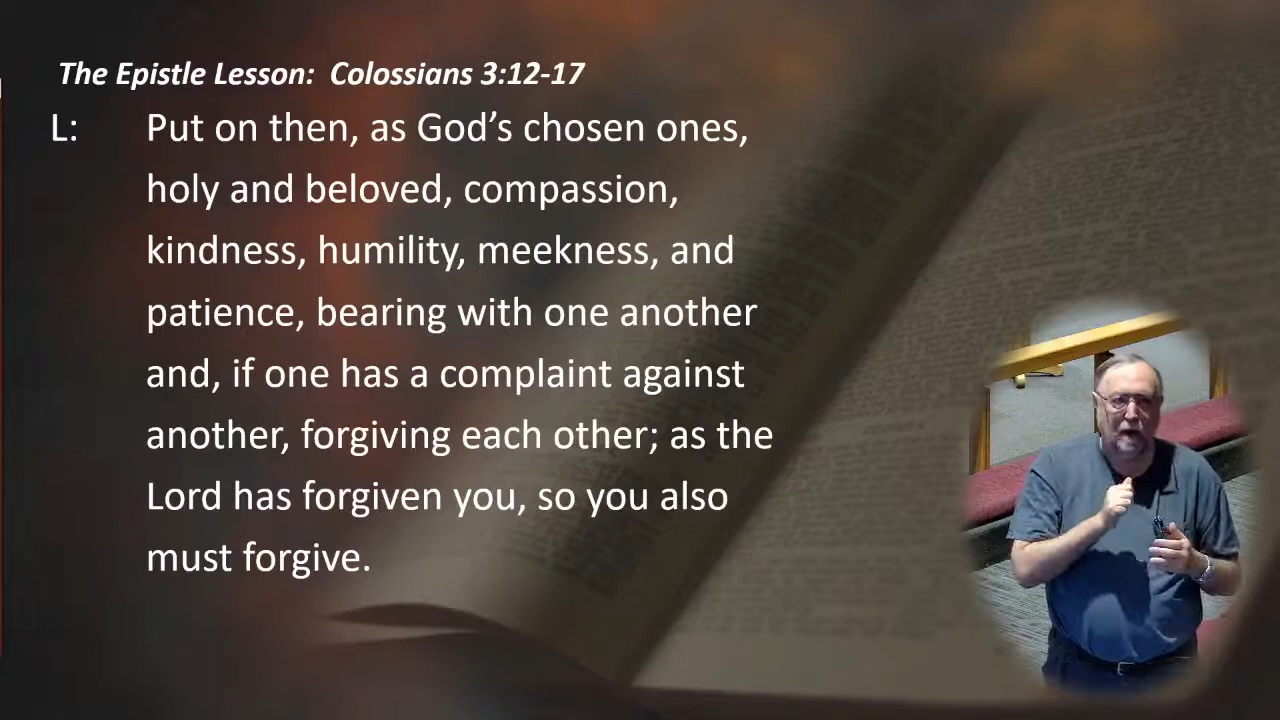 The Epistle Lesson: Colossians 3:12-17
L: Put on then, as God’s chosen ones,
holy and beloved, compassion,
kindness, humility, meekness, and
patience, bearing with one another
and, if one has a complaint against
another, forgiving each other; as the
Lord has forgiven you, so you also
must forgive.